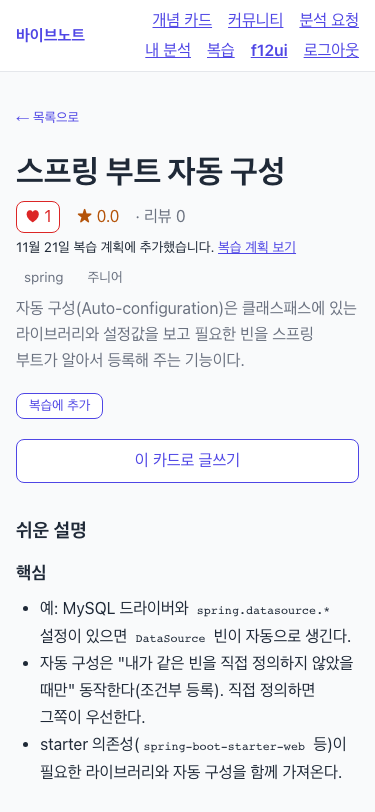 바이브노트
개념 카드 커뮤니티 분석 요청
내 분석 복습 f12ui 로그아웃
← 목록으로
스프링 부트 자동 구성
♥ 1 ★ 0.0 · 리뷰 0
11월 21일 복습 계획에 추가했습니다. 복습 계획 보기
spring 주니어
자동 구성(Auto-configuration)은 클래스패스에 있는
라이브러리와 설정값을 보고 필요한 빈을 스프링
부트가 알아서 등록해 주는 기능이다.
복습에 추가
이 카드로 글쓰기
쉬운 설명
핵심
• 예: MySQL 드라이버와 spring.datasource.*
설정이 있으면 DataSource 빈이 자동으로 생긴다.
• 자동 구성은 "내가 같은 빈을 직접 정의하지 않았을
때만" 동작한다(조건부 등록). 직접 정의하면
그쪽이 우선한다.
• starter 의존성( spring-boot-starter-web 등)이
필요한 라이브러리와 자동 구성을 함께 가져온다.